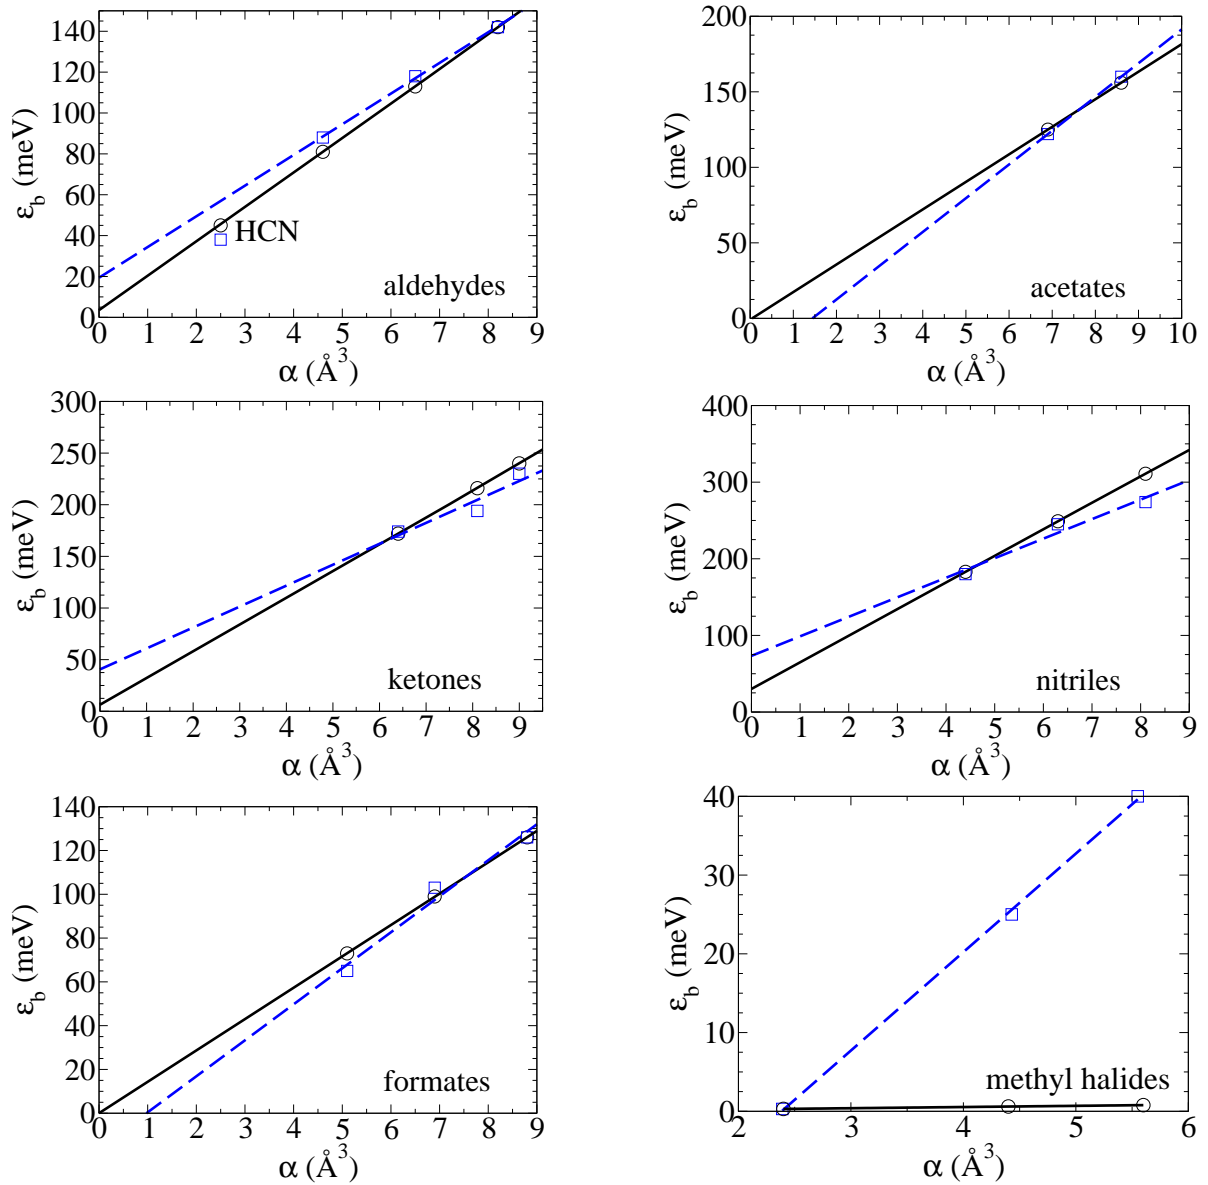 140
120
100
80
60
40
20
0
ε_b (meV)
HCN
aldehydes
0 1 2 3 4 5 6 7 8 9
α (Å³)
200
150
100
50
0
ε_b (meV)
acetates
0 1 2 3 4 5 6 7 8 9 10
α (Å³)
300
250
200
150
100
50
0
ε_b (meV)
ketones
0 1 2 3 4 5 6 7 8 9
α (Å³)
400
300
200
100
0
ε_b (meV)
nitriles
0 1 2 3 4 5 6 7 8 9
α (Å³)
140
120
100
80
60
40
20
0
ε_b (meV)
formates
0 1 2 3 4 5 6 7 8 9
α (Å³)
40
30
20
10
0
ε_b (meV)
methyl halides
2 3 4 5 6
α (Å³)